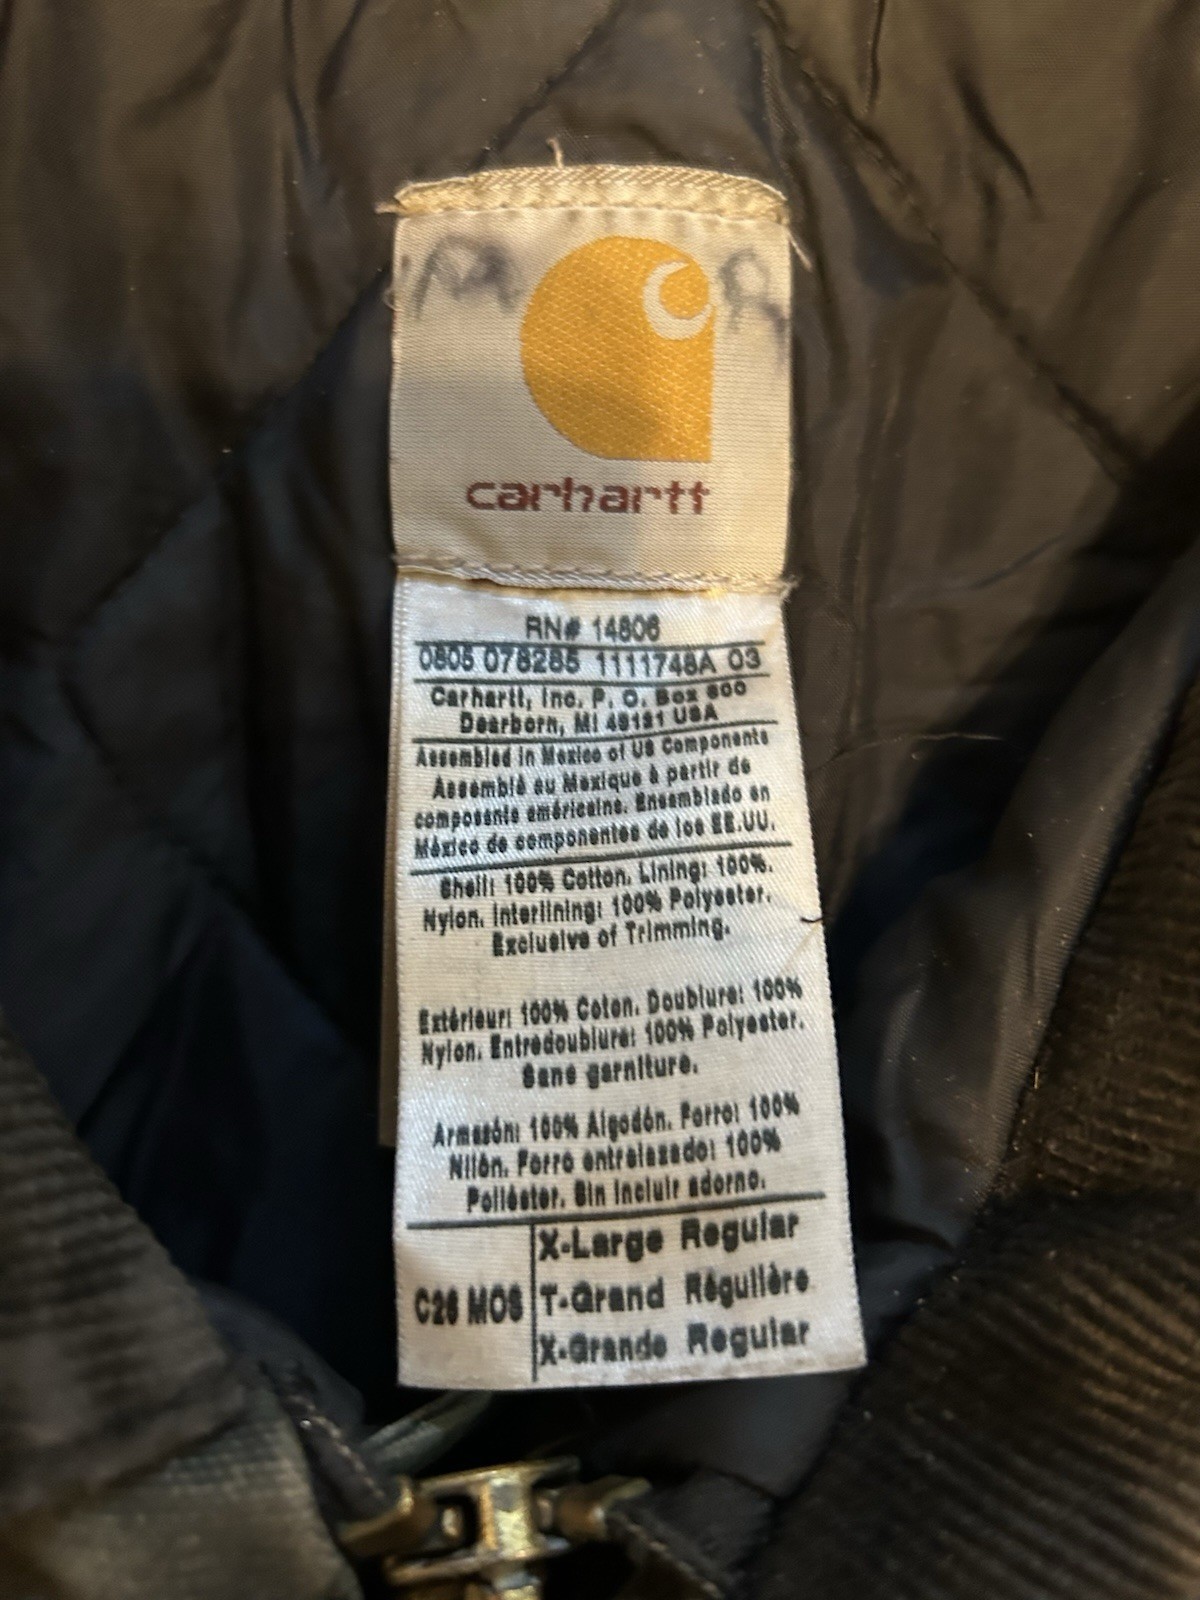 carhartt
RN# 14806
0805 078285 1111748A 03
Carhartt, Inc. P. O. Box 600
Dearborn, MI 48121 USA
Assembled in Mexico of US Components
Assemblé au Mexique à partir de
composants américains. Ensamblado en
México de componentes de los EE.UU.
Shell: 100% Cotton. Lining: 100%.
Nylon. Interlining: 100% Polyester.
Exclusive of Trimming.
Extérieur: 100% Coton. Doublure: 100%
Nylon. Entredoublure: 100% Polyester.
Sans garniture.
Armazón: 100% Algodón. Forro: 100%
Nilón. Forro entrelazado: 100%
Poliéster. Sin incluir adorno.
X-Large Regular
C26 MOS T-Grand Régulière
X-Grande Regular